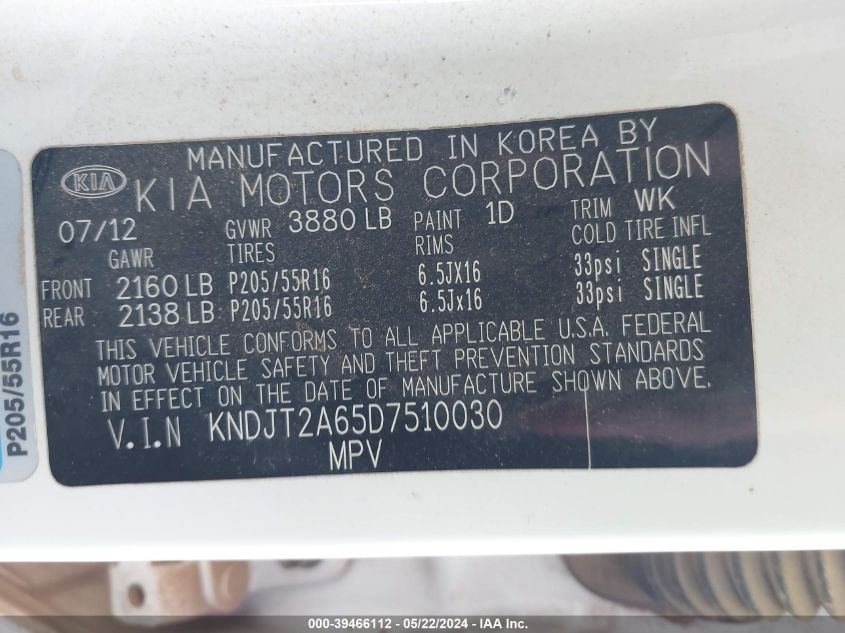 MANUFACTURED IN KOREA BY
KIA KIA MOTORS CORPORATION
07/12 GVWR 3880 LB PAINT 1D TRIM WK
GAWR TIRES RIMS COLD TIRE INFL
FRONT 2160 LB P205/55R16 6.5JX16 33psi SINGLE
REAR 2138 LB P205/55R16 6.5Jx16 33psi SINGLE
THIS VEHICLE CONFORMS TO ALL APPLICABLE U.S.A. FEDERAL
MOTOR VEHICLE SAFETY AND THEFT PREVENTION STANDARDS
IN EFFECT ON THE DATE OF MANUFACTURE SHOWN ABOVE.
V.I.N KNDJT2A65D7510030
MPV
P205/55R16
000-39466112 - 05/22/2024 - IAA Inc.